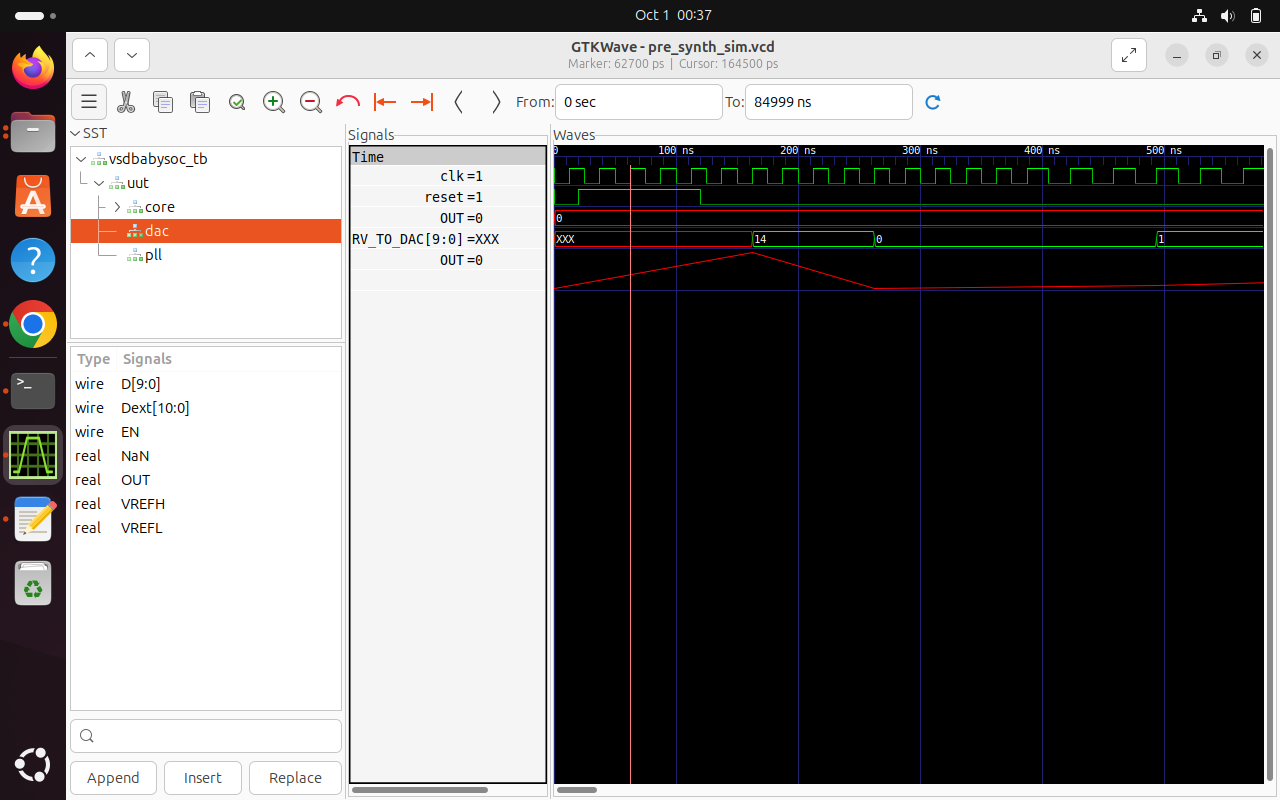 Oct 1 00:37
GTKWave - pre_synth_sim.vcd
Marker: 62700 ps | Cursor: 164500 ps
From: 0 sec To: 84999 ns
SST
vsdbabysoc_tb
uut
core
dac
pll
Type Signals
wire D[9:0]
wire Dext[10:0]
wire EN
real NaN
real OUT
real VREFH
real VREFL
Append Insert Replace
Signals
Time
clk =1
reset =1
OUT =0
RV_TO_DAC[9:0] =XXX
OUT =0
Waves
0 100 ns 200 ns 300 ns 400 ns 500 ns
0
XXX 14 0 1